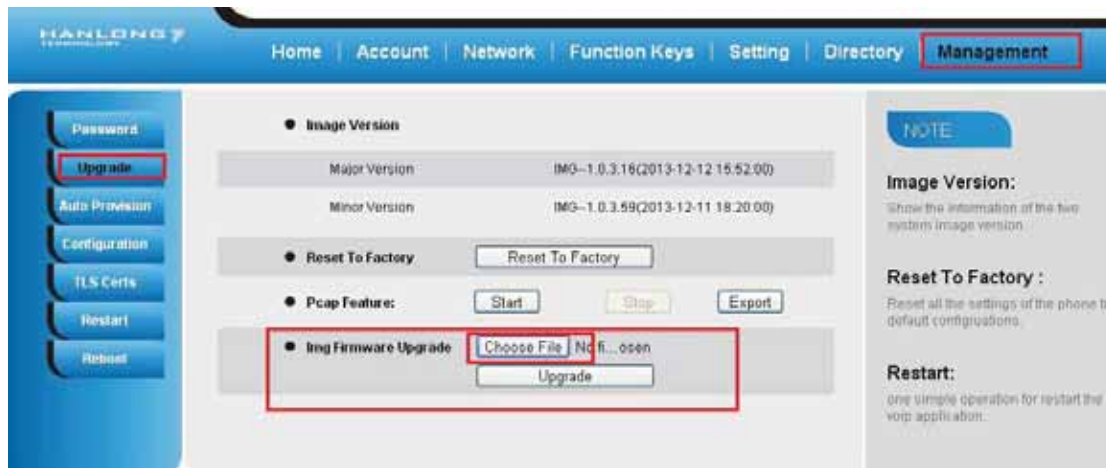 HANLONG
TECHNOLOGY
Home | Account | Network | Function Keys | Setting | Directory | Management
Password
Upgrade
Auto Provision
Configuration
TLS Certs
Restart
Reboot
Image Version
Major Version IMG--1.0.3.16(2013-12-12 15:52:00)
Minor Version IMG--1.0.3.59(2013-12-11 18:20:00)
Reset To Factory Reset To Factory
Pcap Feature: Start Stop Export
Img Firmware Upgrade Choose File No fi...osen
Upgrade
NOTE
Image Version:
Show the information of the two
system image version.
Reset To Factory :
Reset all the settings of the phone t
default configruations.
Restart:
one simple operation for restart the
voip application.